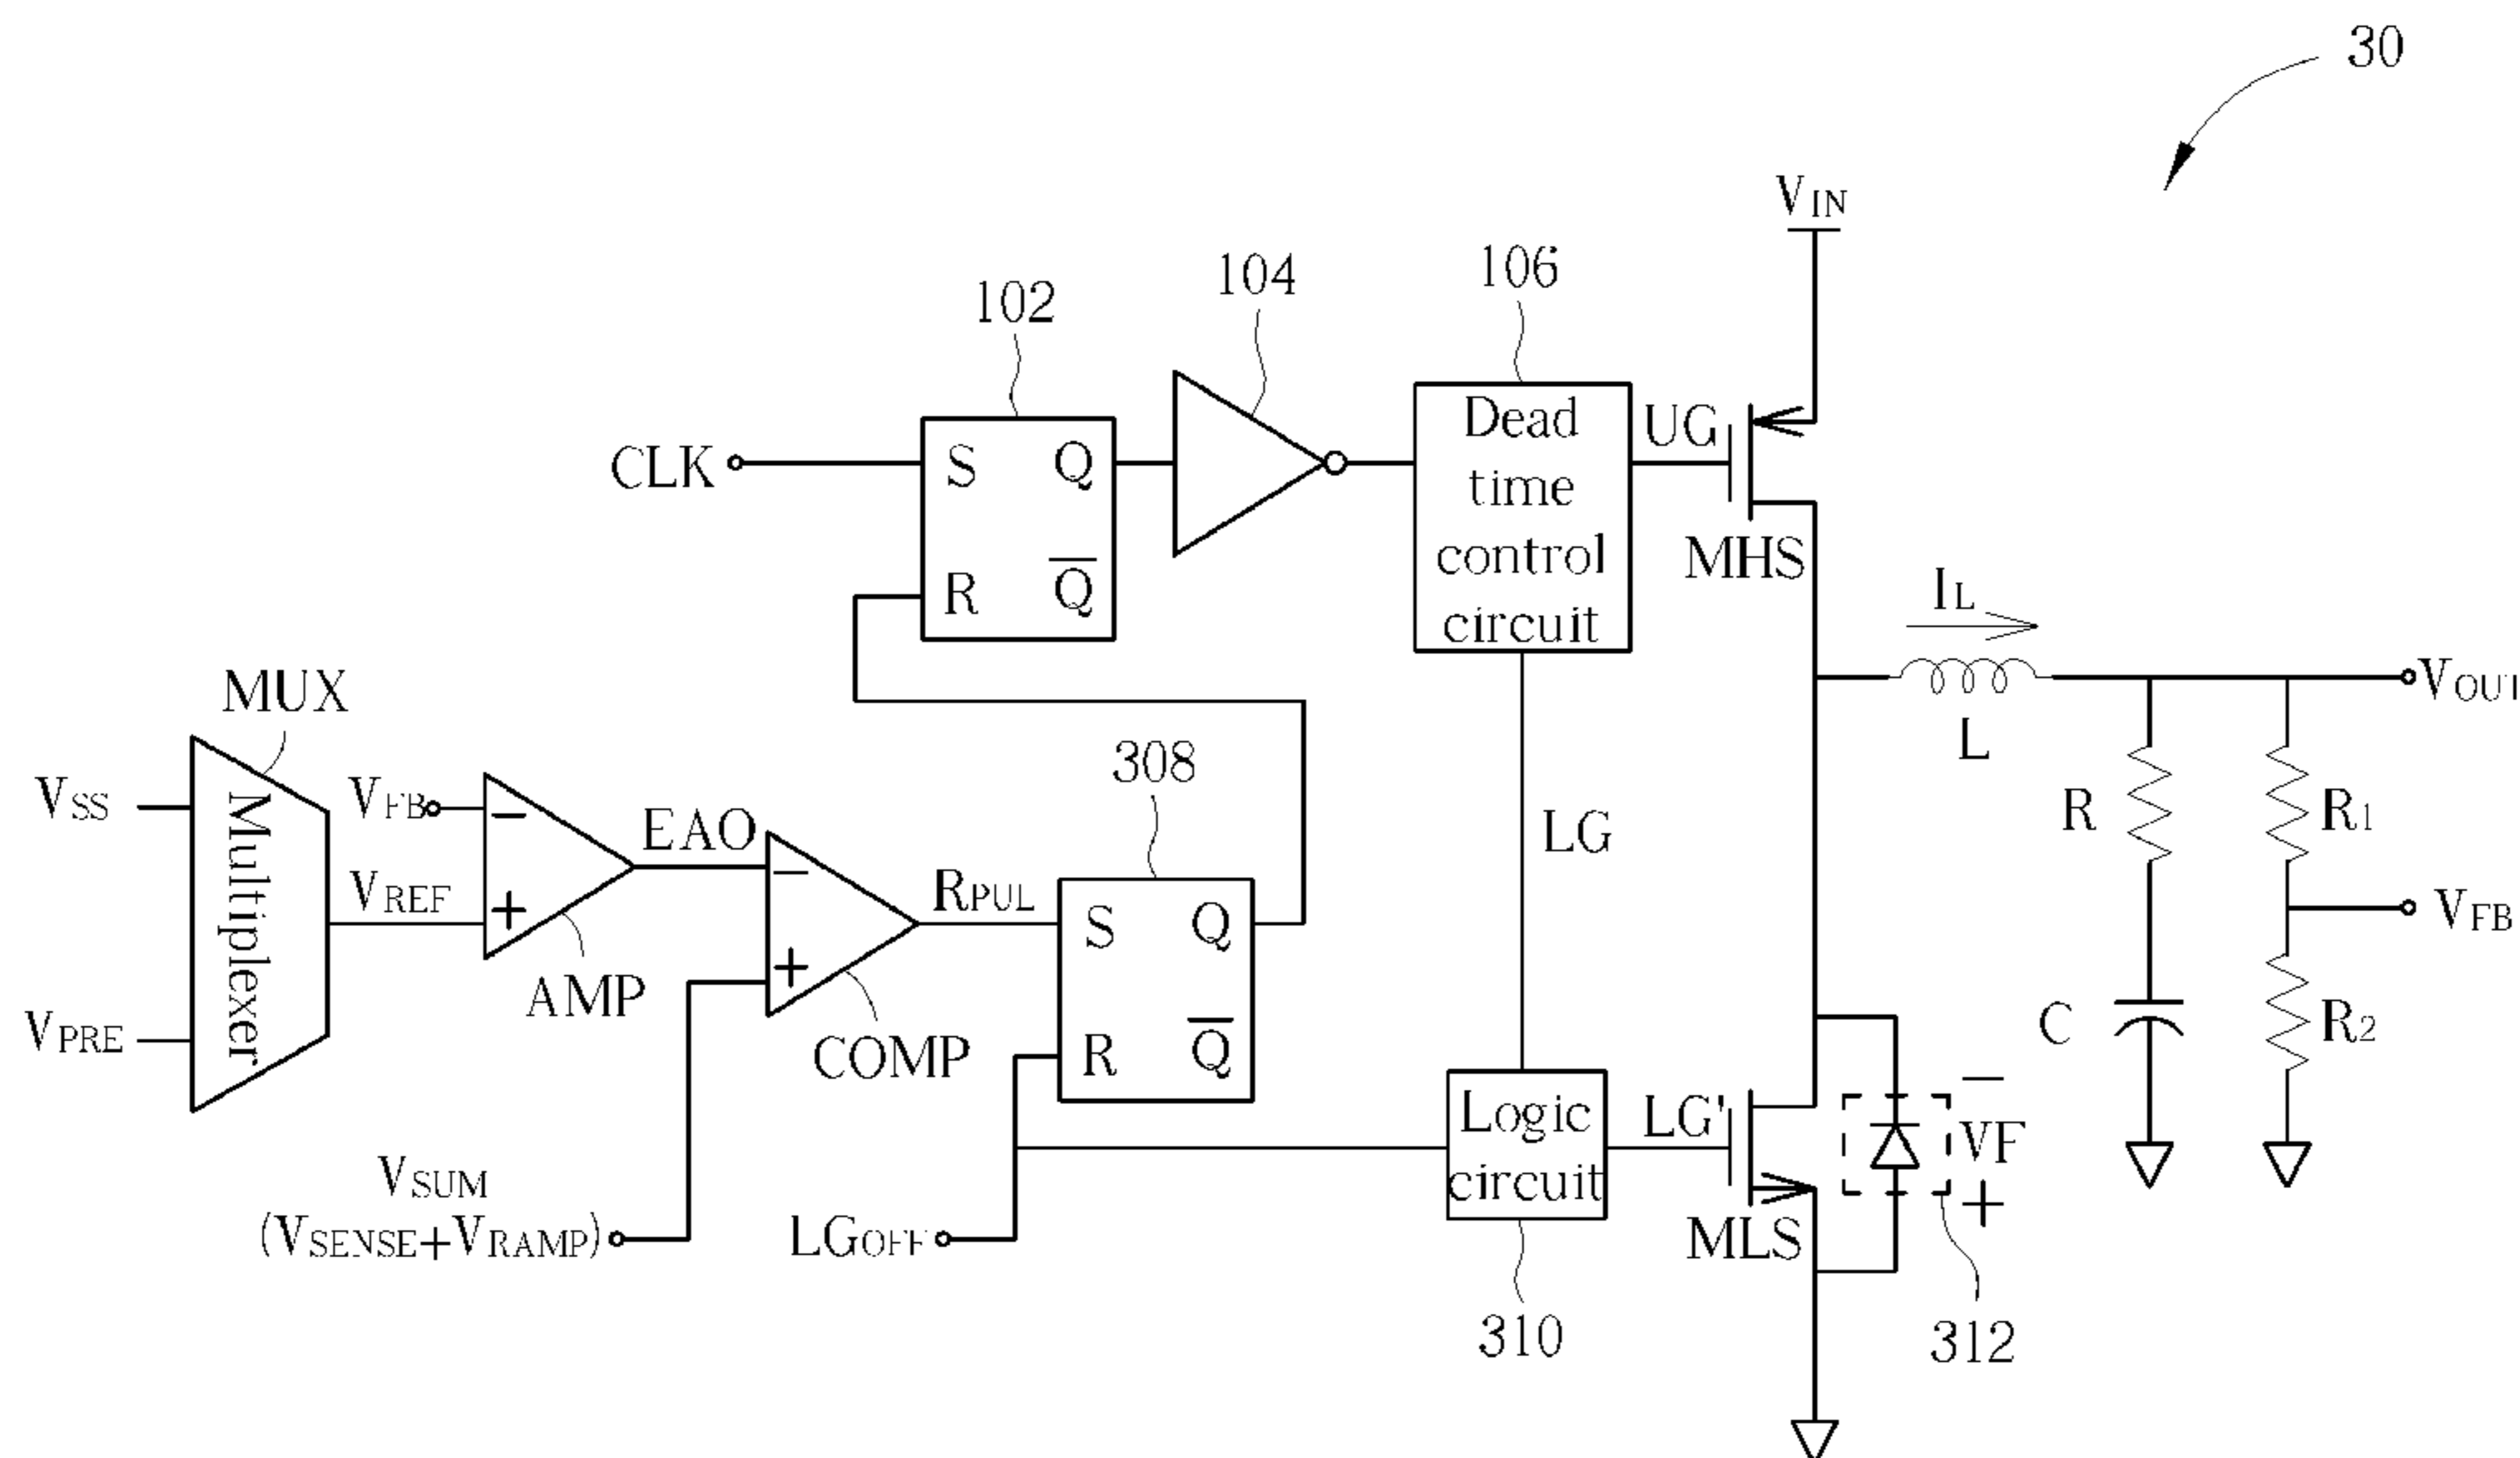 30
VIN
102
104
106
CLK
S Q
R Q
Dead
time
control
circuit
UG
MHS
IL
L
VOUT
MUX
Multiplexer
VSS
VPRE
VFB
VREF
−
+
AMP
EAO
−
+
COMP
RPUL
308
S Q
R Q
VSUM
(VSENSE+VRAMP)
LGOFF
LG
Logic
circuit
310
LG'
MLS
−
VF
+
312
R
C
R1
VFB
R2